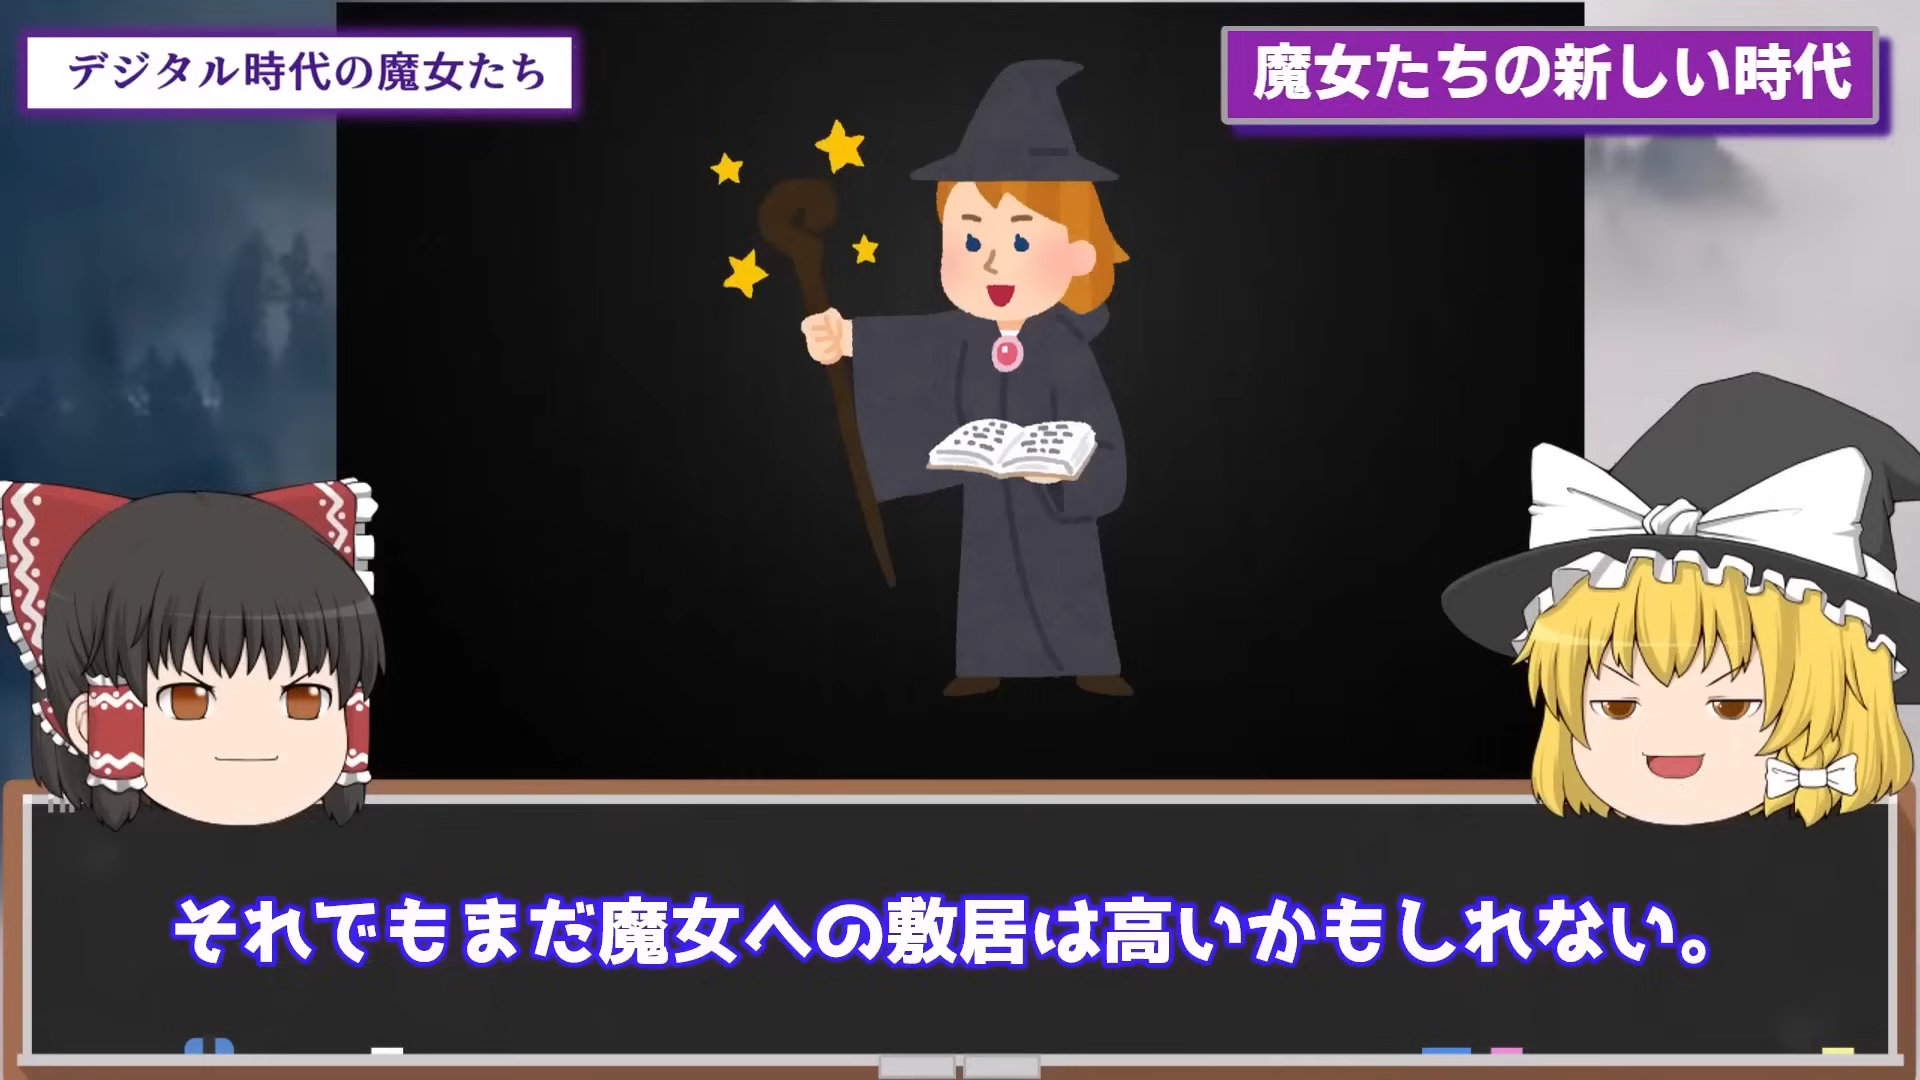 デジタル時代の魔女たち
魔女たちの新しい時代
それでもまだ魔女への敷居は高いかもしれない。